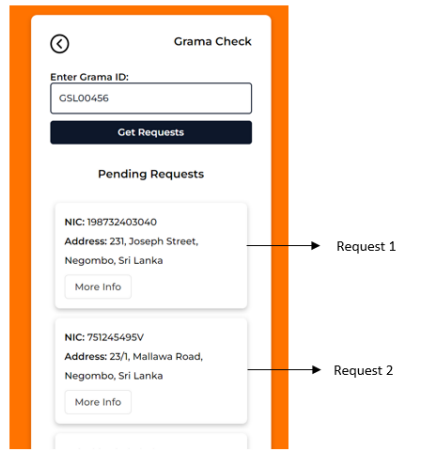 Grama Check
Enter Grama ID:
GSL00456
Get Requests
Pending Requests
NIC: 198732403040
Address: 231, Joseph Street,
Negombo, Sri Lanka
More Info
Request 1
NIC: 751245495V
Address: 23/1, Mallawa Road,
Negombo, Sri Lanka
More Info
Request 2